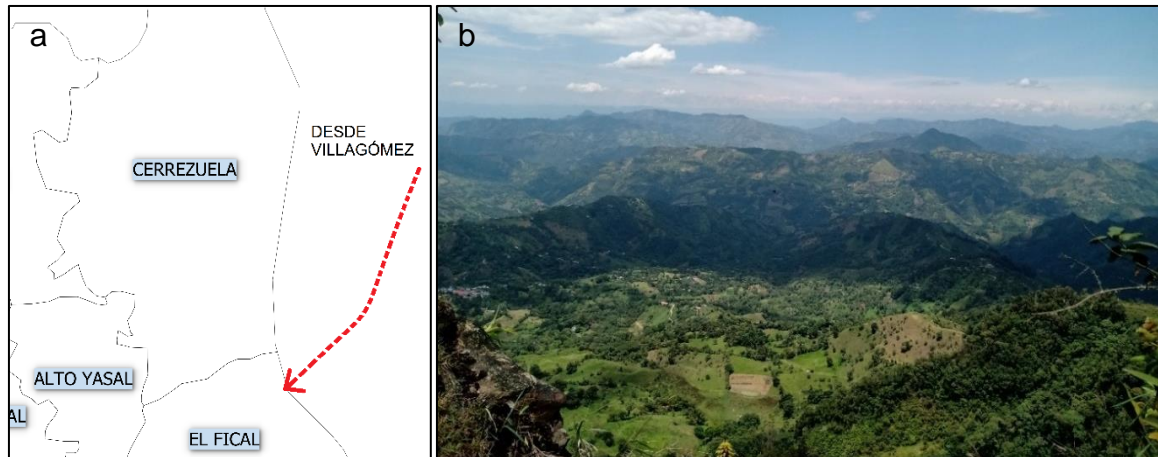 a
b
DESDE
VILLAGÓMEZ
CERREZUELA
ALTO YASAL
AL
EL FICAL